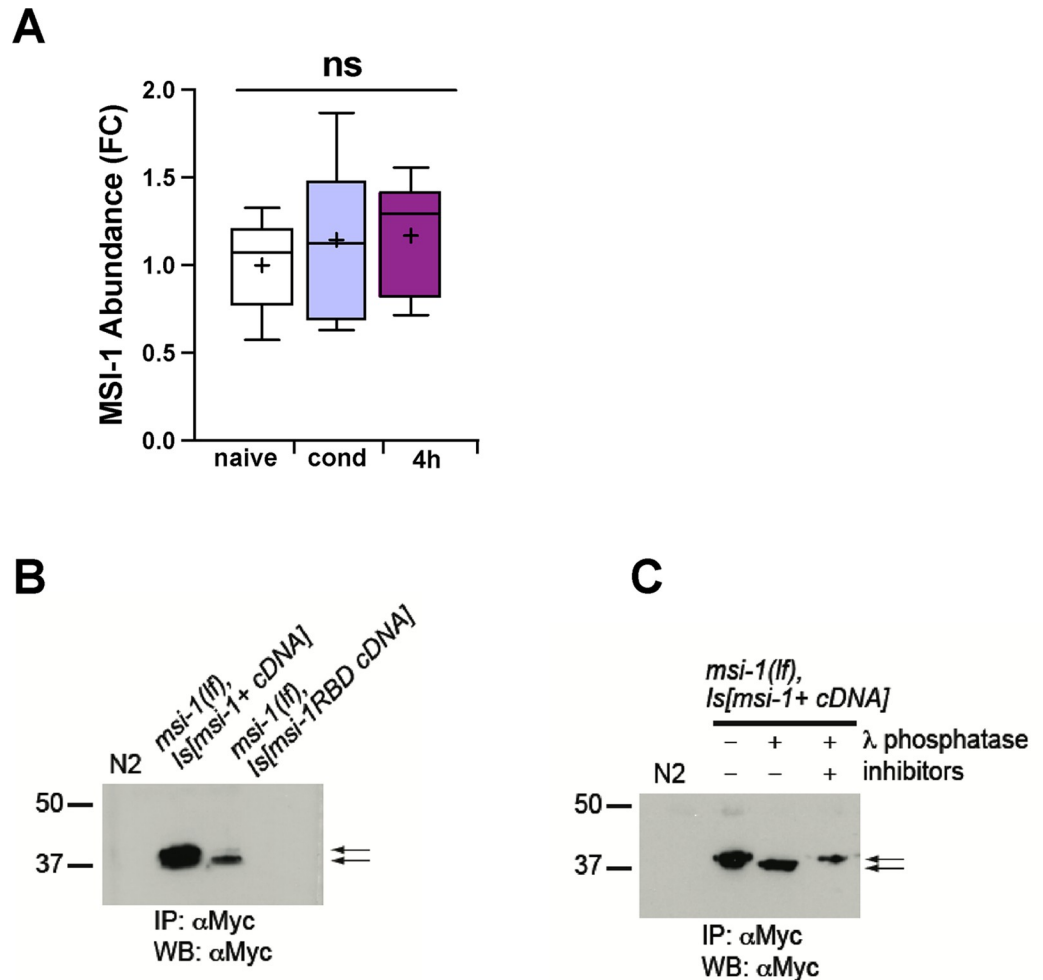 A
ns
MSI-1 Abundance (FC)
2.0
1.5
1.0
0.5
0.0
naive cond 4h
B
N2
msi-1(lf),
Is[msi-1+ cDNA]
msi-1(lf),
Is[msi-1RBD cDNA]
50
37
IP: αMyc
WB: αMyc
C
msi-1(lf),
Is[msi-1+ cDNA]
– + + λ phosphatase
N2 – – + inhibitors
50
37
IP: αMyc
WB: αMyc